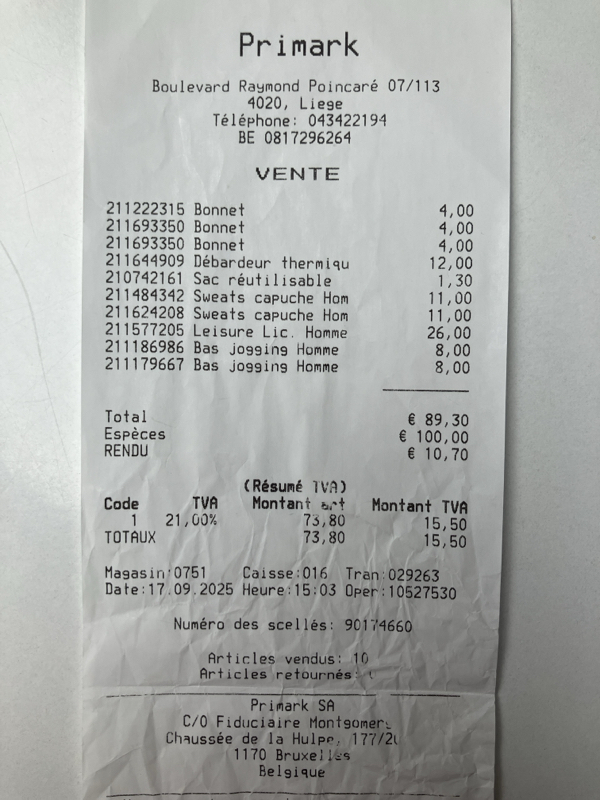 Primark
Boulevard Raymond Poincaré 07/113
4020, Liege
Téléphone: 043422194
BE 0817296264
VENTE
211222315 Bonnet 4,00
211693350 Bonnet 4,00
211693350 Bonnet 4,00
211644909 Débardeur thermiqu 12,00
210742161 Sac réutilisable 1,30
211484342 Sweats capuche Hom 11,00
211624208 Sweats capuche Hom 11,00
211577205 Leisure Lic. Homme 26,00
211186986 Bas jogging Homme 8,00
211179667 Bas jogging Homme 8,00
Total € 89,30
Espèces € 100,00
RENDU € 10,70
(Résumé TVA)
Code TVA Montant Montant TVA
1 21,00% 73,80 15,50
TOTAUX 73,80 15,50
Magasin:0751 Caisse:016 Tran:029263
Date:17.09.2025 Heure:15:03 Oper:10527530
Numéro des scellés: 90174660
Articles vendus: 10
Articles retournés:
Primark SA
C/O Fiduciaire
Chaussée de la Hulpe,
1170 Bruxelles
Belgique